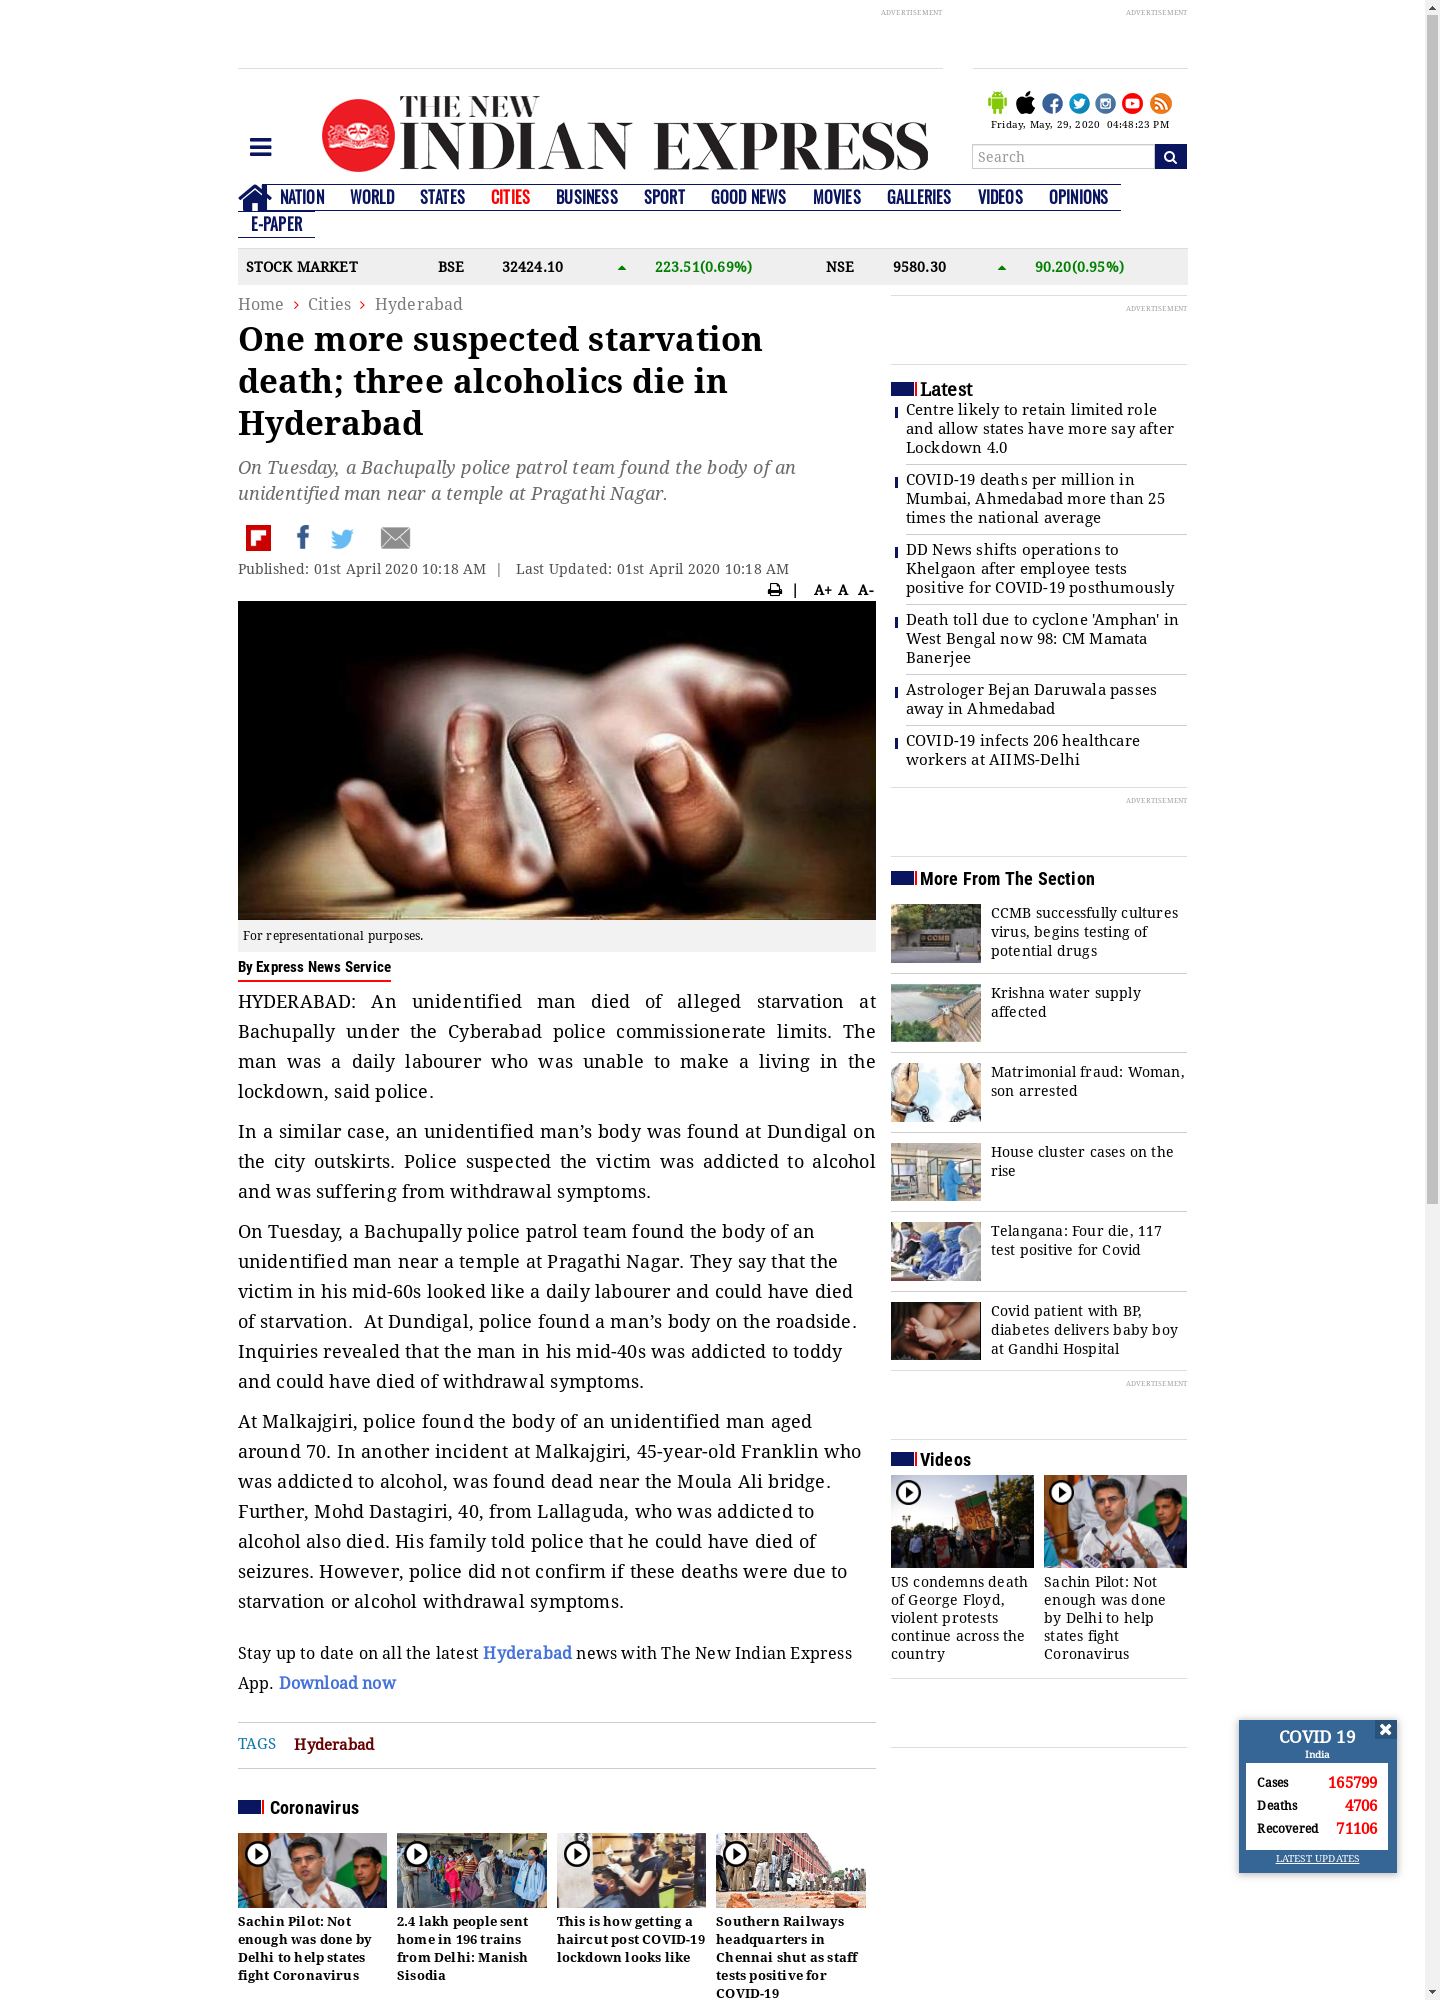 ADVERTISEMENT
ADVERTISEMENT
THE NEW
INDIAN EXPRESS
Friday, May, 29, 2020 04:48:23 PM
Search
NATION WORLD STATES CITIES BUSINESS SPORT GOOD NEWS MOVIES GALLERIES VIDEOS OPINIONS
E-PAPER
STOCK MARKET BSE 32424.10 223.51(0.69%) NSE 9580.30 90.20(0.95%)
Home Cities Hyderabad
One more suspected starvation
death; three alcoholics die in
Hyderabad
On Tuesday, a Bachupally police patrol team found the body of an
unidentified man near a temple at Pragathi Nagar.
Published: 01st April 2020 10:18 AM | Last Updated: 01st April 2020 10:18 AM
| A+ A A-
For representational purposes.
By Express News Service
HYDERABAD: An unidentified man died of alleged starvation at
Bachupally under the Cyberabad police commissionerate limits. The
man was a daily labourer who was unable to make a living in the
lockdown, said police.
In a similar case, an unidentified man’s body was found at Dundigal on
the city outskirts. Police suspected the victim was addicted to alcohol
and was suffering from withdrawal symptoms.
On Tuesday, a Bachupally police patrol team found the body of an
unidentified man near a temple at Pragathi Nagar. They say that the
victim in his mid-60s looked like a daily labourer and could have died
of starvation. At Dundigal, police found a man’s body on the roadside.
Inquiries revealed that the man in his mid-40s was addicted to toddy
and could have died of withdrawal symptoms.
At Malkajgiri, police found the body of an unidentified man aged
around 70. In another incident at Malkajgiri, 45-year-old Franklin who
was addicted to alcohol, was found dead near the Moula Ali bridge.
Further, Mohd Dastagiri, 40, from Lallaguda, who was addicted to
alcohol also died. His family told police that he could have died of
seizures. However, police did not confirm if these deaths were due to
starvation or alcohol withdrawal symptoms.
Stay up to date on all the latest Hyderabad news with The New Indian Express
App. Download now
TAGS Hyderabad
Coronavirus
Sachin Pilot: Not
enough was done by
Delhi to help states
fight Coronavirus
2.4 lakh people sent
home in 196 trains
from Delhi: Manish
Sisodia
This is how getting a
haircut post COVID-19
lockdown looks like
Southern Railways
headquarters in
Chennai shut as staff
tests positive for
COVID-19
ADVERTISEMENT
Latest
Centre likely to retain limited role
and allow states have more say after
Lockdown 4.0
COVID-19 deaths per million in
Mumbai, Ahmedabad more than 25
times the national average
DD News shifts operations to
Khelgaon after employee tests
positive for COVID-19 posthumously
Death toll due to cyclone 'Amphan' in
West Bengal now 98: CM Mamata
Banerjee
Astrologer Bejan Daruwala passes
away in Ahmedabad
COVID-19 infects 206 healthcare
workers at AIIMS-Delhi
ADVERTISEMENT
More From The Section
CCMB successfully cultures
virus, begins testing of
potential drugs
Krishna water supply
affected
Matrimonial fraud: Woman,
son arrested
House cluster cases on the
rise
Telangana: Four die, 117
test positive for Covid
Covid patient with BP,
diabetes delivers baby boy
at Gandhi Hospital
ADVERTISEMENT
Videos
US condemns death
of George Floyd,
violent protests
continue across the
country
Sachin Pilot: Not
enough was done
by Delhi to help
states fight
Coronavirus
COVID 19
India
Cases 165799
Deaths 4706
Recovered 71106
LATEST UPDATES